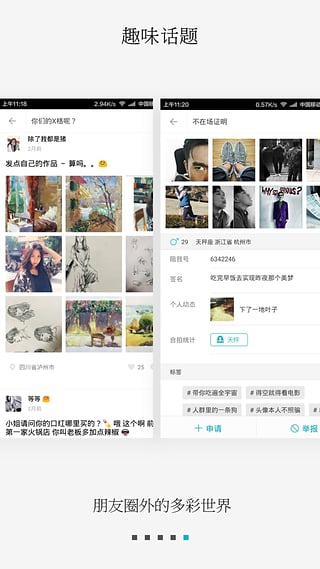 趣味话题
上午11:18
2.94K/s
中国移
你们的X格呢?
除了我都是猪
2月前
发点自己的作品 ~ 算吗。。🤗
四川省泸州市
25
等等 🤗
2月前
小姐请问你的口红哪里买的? 哦 这个啊 前
第一家火锅店 你叫老板多加点辣椒
上午11:20
0.57K/s
中国移动
不在场证明
29 天秤座 浙江省 杭州市
陪我号 6342246
签名 吃完早饭去实现昨夜那个美梦
个人动态 下了一地叶子
合拍统计 天秤
标签
# 带你吃遍全宇宙
# 得空就得看电影
# 人群里的一条狗
# 头像本人不照骗
+ 申请
举报
朋友圈外的多彩世界